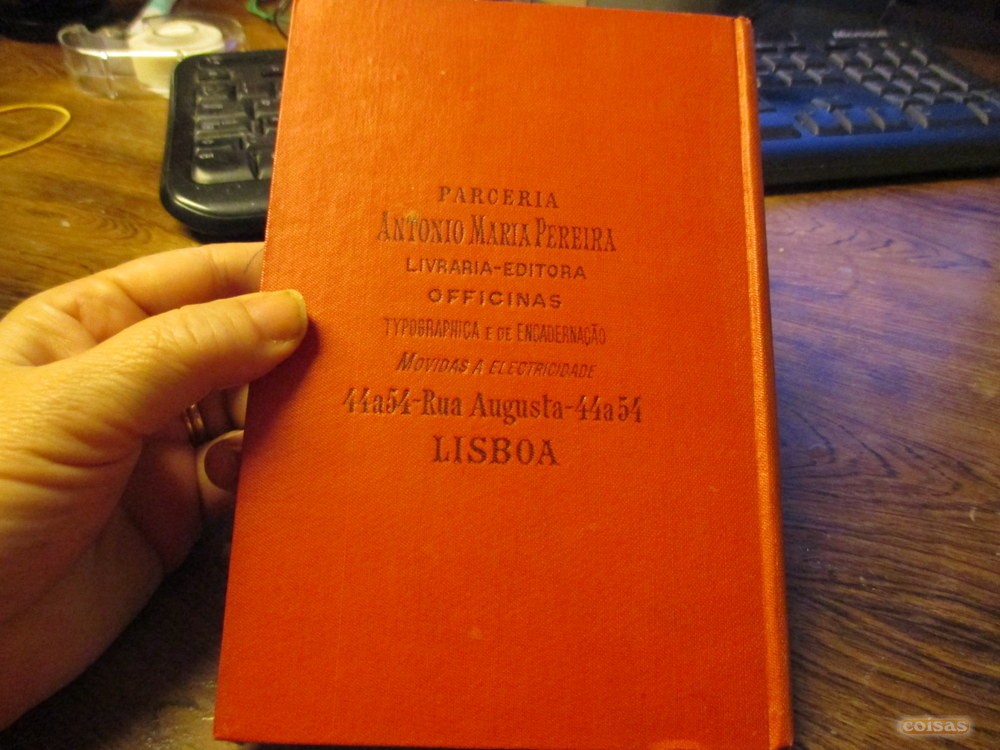 PARCERIA
ANTONIO MARIA PEREIRA
LIVRARIA-EDITORA
OFFICINAS
TYPOGRAPHICA E DE ENCADERNAÇÃO
MOVIDAS A ELECTRICIDADE
44a54-Rua Augusta-44a54
LISBOA
coisas